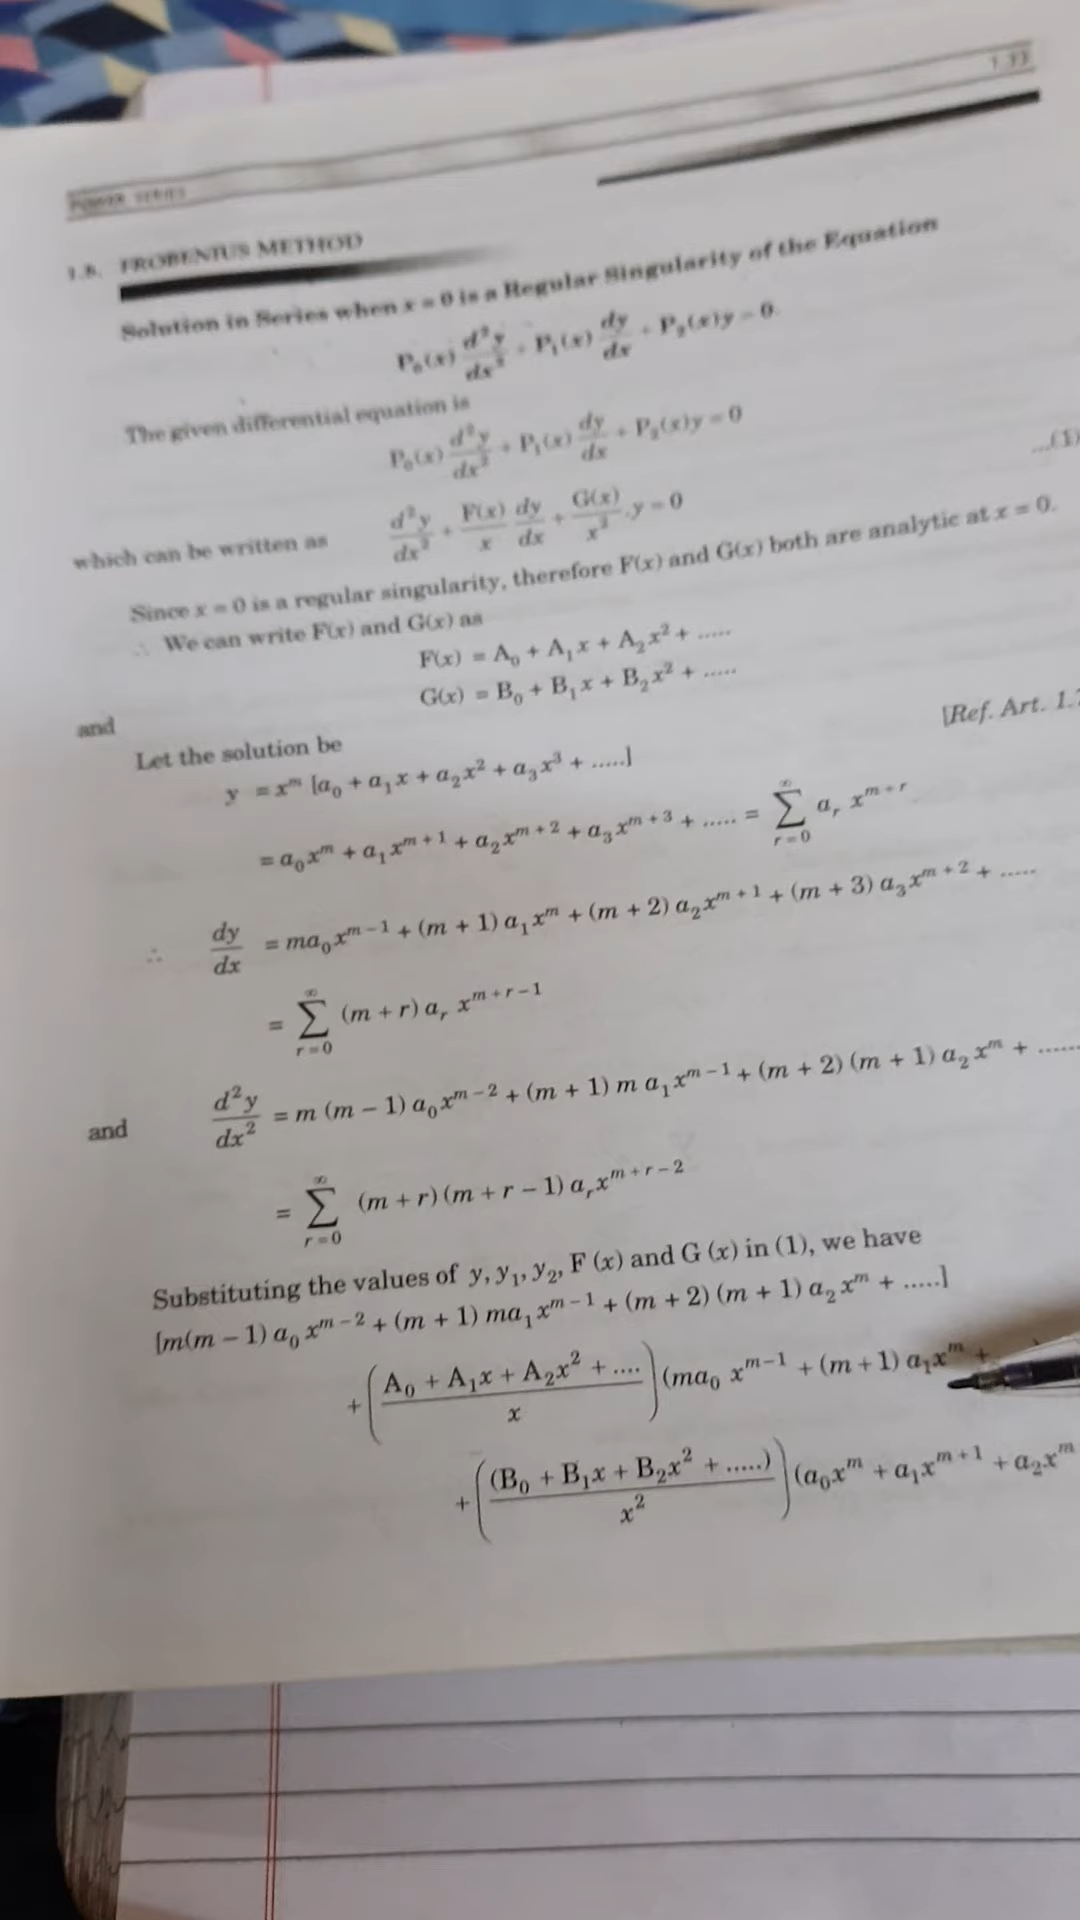 POWER SERIES
1.8. FROBENIUS METHOD
Solution in Series when x = 0 is a Regular Singularity of the Equation
P₀(x) d²y/dx² + P₁(x) dy/dx + P₂(x)y = 0
The given differential equation is
P₀(x) d²y/dx² + P₁(x) dy/dx + P₂(x)y = 0 ...(1)
which can be written as d²y/dx² + F(x)/x dy/dx + G(x)/x² .y = 0
Since x = 0 is a regular singularity, therefore F(x) and G(x) both are analytic at x = 0.
∴ We can write F(x) and G(x) as
F(x) = A₀ + A₁x + A₂x² + .....
and G(x) = B₀ + B₁x + B₂x² + .....
[Ref. Art. 1.7
Let the solution be
y = xᵐ [a₀ + a₁x + a₂x² + a₃x³ + .....]
= a₀xᵐ + a₁xᵐ⁺¹ + a₂xᵐ⁺² + a₃xᵐ⁺³ + ..... = ∞∑r=0 aᵣ xᵐ⁺ʳ
∴ dy/dx = ma₀xᵐ⁻¹ + (m + 1) a₁xᵐ + (m + 2) a₂xᵐ⁺¹ + (m + 3) a₃xᵐ⁺² + .....
= ∞∑r=0 (m + r) aᵣ xᵐ⁺ʳ⁻¹
and d²y/dx² = m (m – 1) a₀xᵐ⁻² + (m + 1) m a₁xᵐ⁻¹ + (m + 2) (m + 1) a₂xᵐ + ......
= ∞∑r=0 (m + r) (m + r – 1) aᵣxᵐ⁺ʳ⁻²
Substituting the values of y, y₁, y₂, F (x) and G (x) in (1), we have
[m(m – 1) a₀ xᵐ⁻² + (m + 1) ma₁xᵐ⁻¹ + (m + 2) (m + 1) a₂xᵐ + .....]
+ ((A₀ + A₁x + A₂x² + ....)/x) (ma₀ xᵐ⁻¹ + (m + 1) a₁xᵐ +
+ ((B₀ + B₁x + B₂x² + .....)/x²) (a₀xᵐ + a₁xᵐ⁺¹ + a₂xᵐ